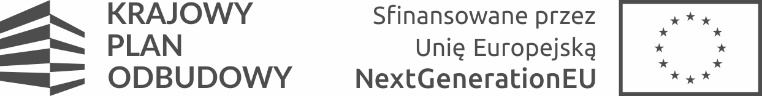 KRAJOWY
PLAN
ODBUDOWY
Sfinansowane przez
Unię Europejską
NextGenerationEU